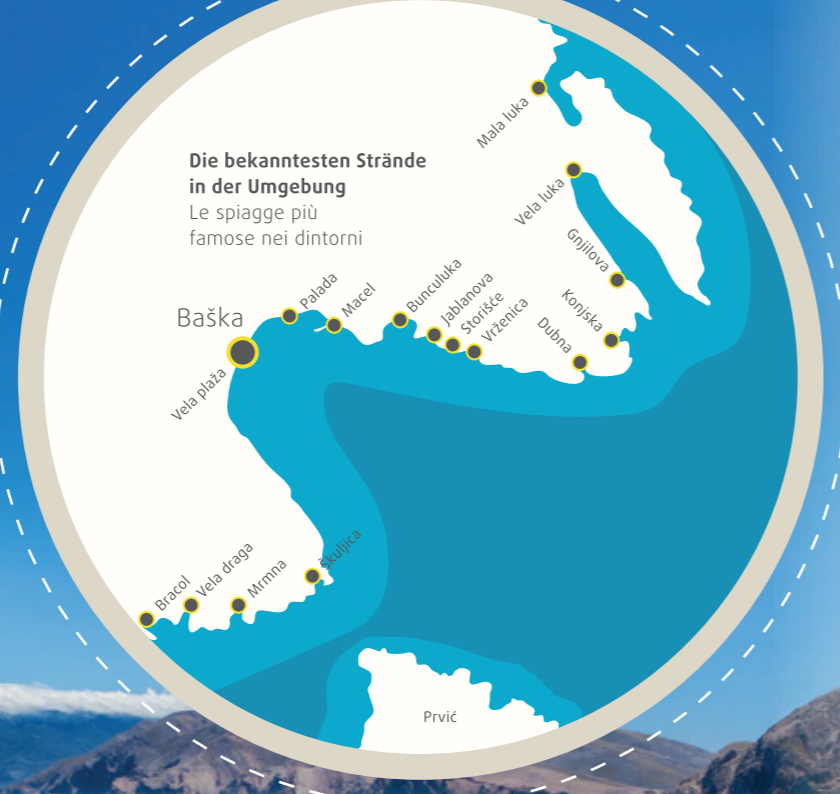 Die bekanntesten Strände
in der Umgebung
Le spiagge più
famose nei dintorni
Mala luka
Vela luka
Gnjilova
Konjska
Dubna
Baška
Palada
Macel
Bunculuka
Jablanova
Storišće
Vrženica
Vela plaža
Bracol
Vela draga
Mrmna
Škuljica
Prvić